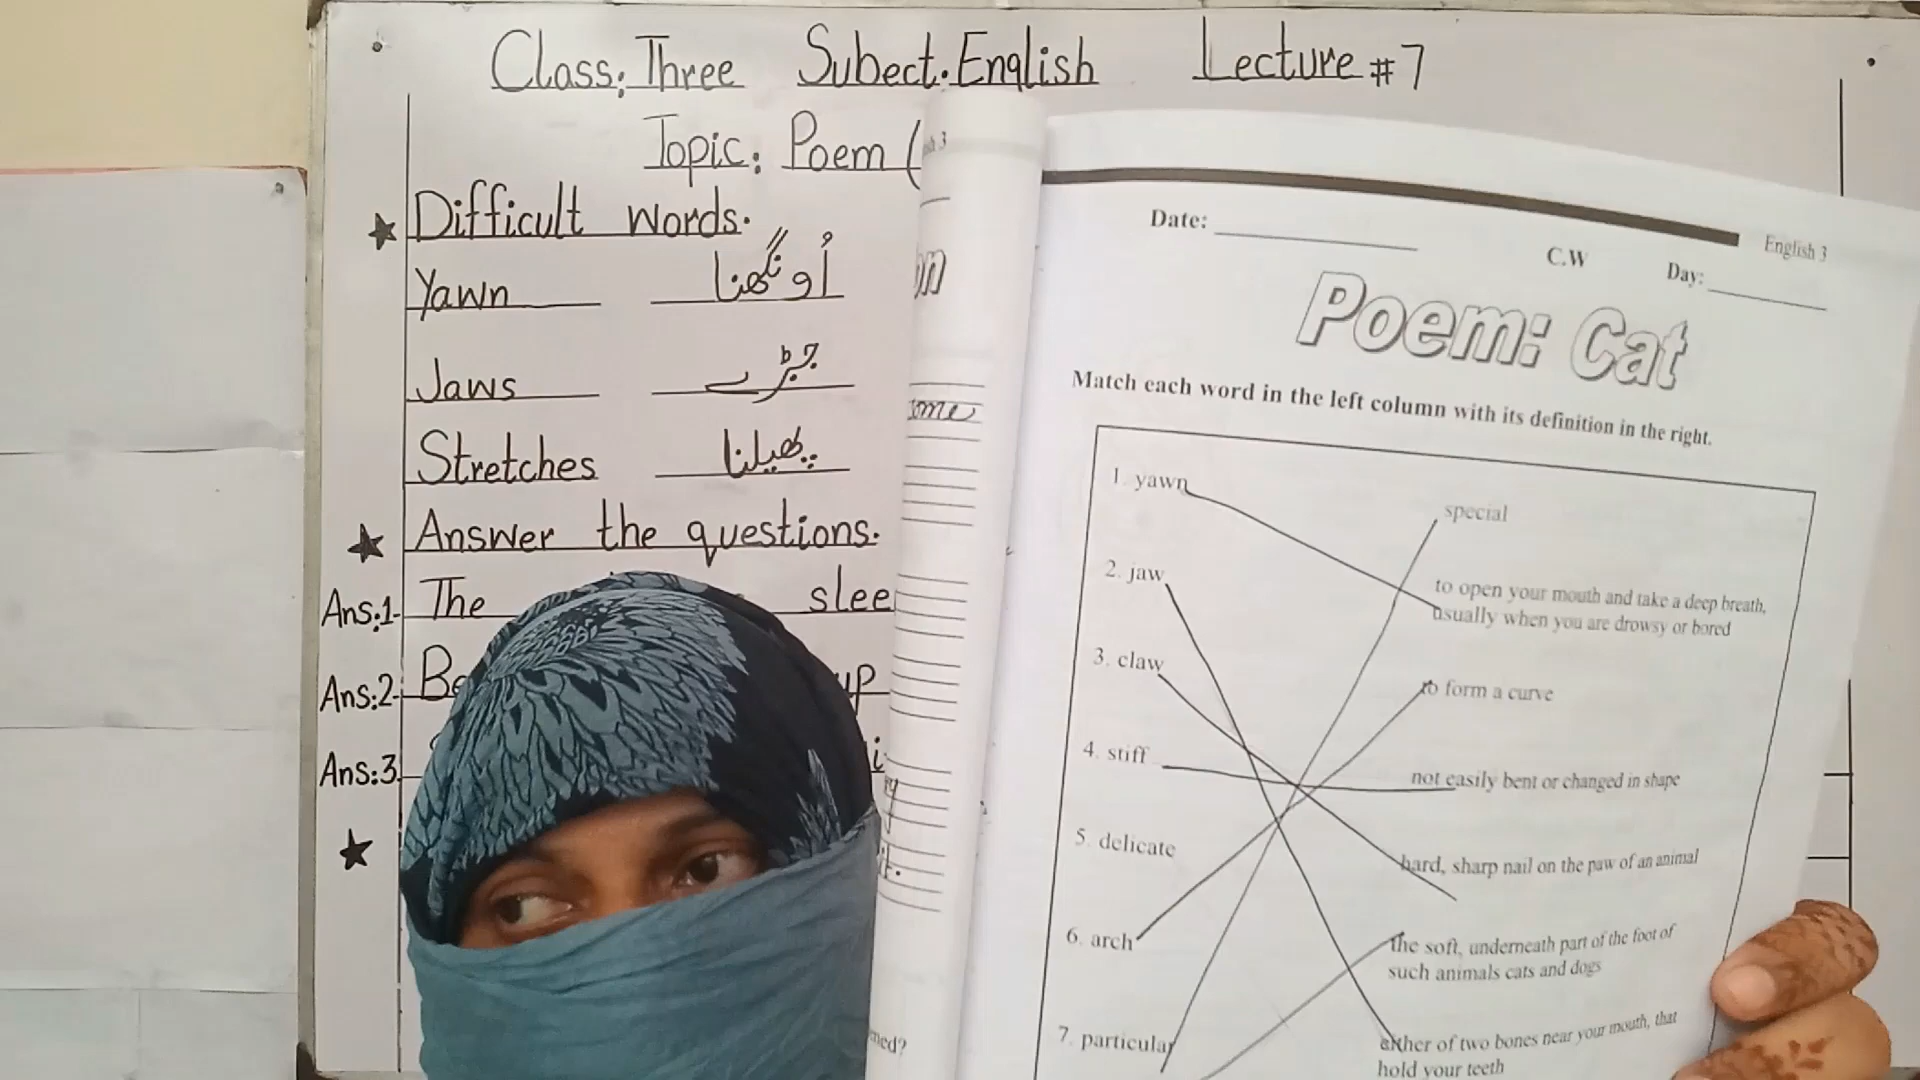 Class: Three Subect. English Lecture # 7
Topic: Poem (
Difficult words.
Yawn اُونگھنا
Jaws جبڑے
Stretches پھیلنا
Answer the questions.
Ans:1- The slee
Ans:2- up
Ans:3
English 3
Date:
C.W
Day:
Poem: Cat
Match each word in the left column with its definition in the right.
1. yawn
2. jaw
3. claw
4. stiff
5. delicate
6. arch
7. particular
special
to open your mouth and take a deep breath,
usually when you are drowsy or bored
to form a curve
not easily bent or changed in shape
hard, sharp nail on the paw of an animal
the soft, underneath part of the foot of
such animals cats and dogs
either of two bones near your mouth, that
hold your teeth